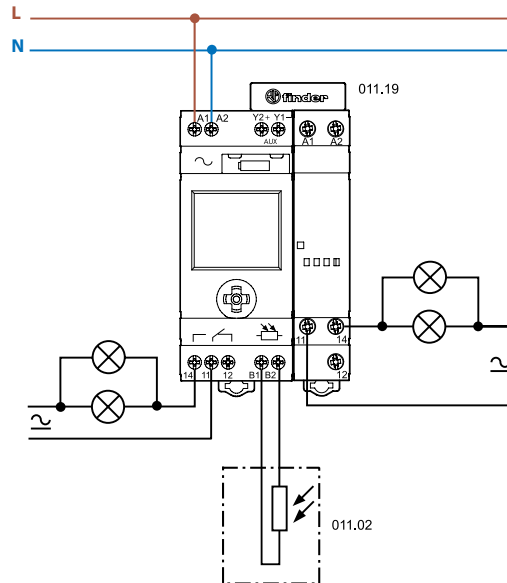 L
N
finder
011.19
A1 A2 Y2+ Y1-
AUX
A1 A2
11 14
12
14 11 12 B1 B2
011.02